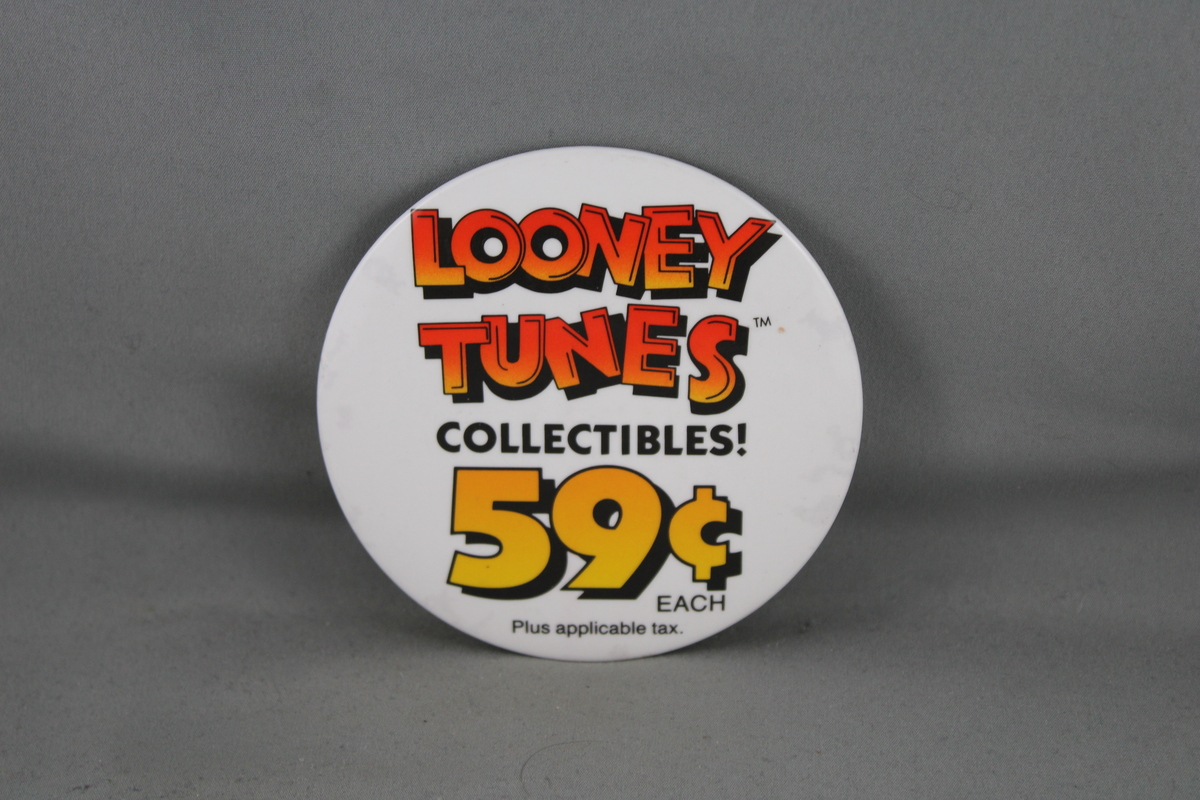 LOONEY
TUNES™
COLLECTIBLES!
59¢
EACH
Plus applicable tax.